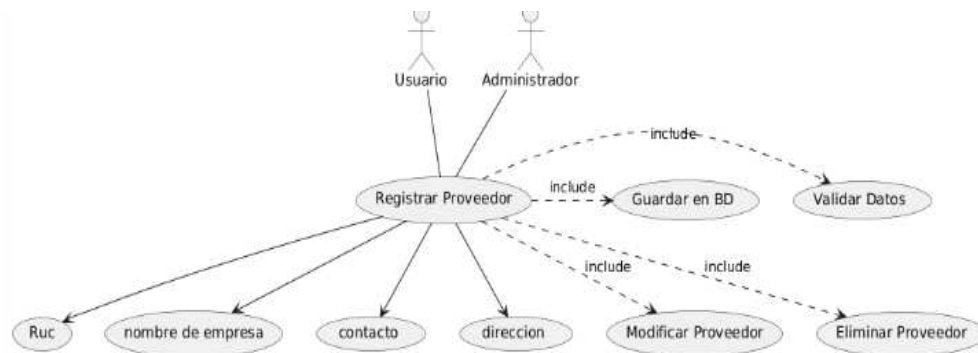 Usuario
Administrador
include
Registrar Proveedor
include
Guardar en BD
Validar Datos
include
include
Ruc
nombre de empresa
contacto
direccion
Modificar Proveedor
Eliminar Proveedor